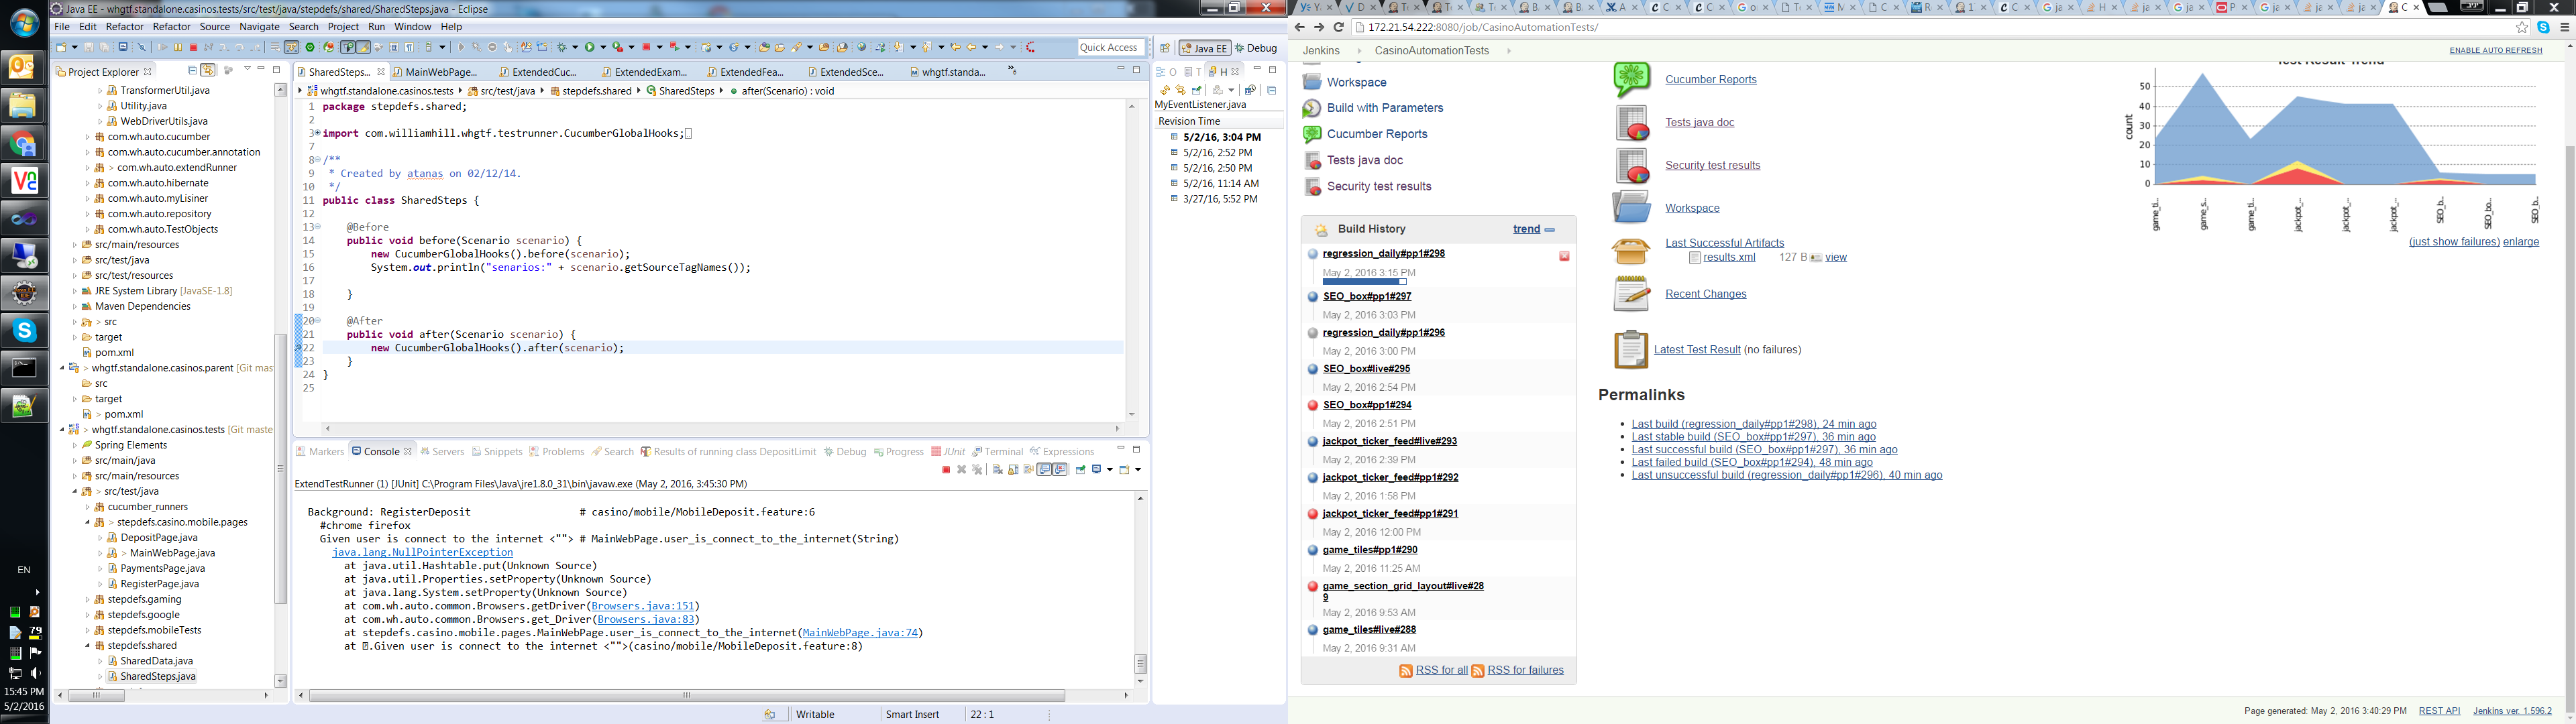 Java EE - whgtf.standalone.casinos.tests/src/test/java/stepdefs/shared/SharedSteps.java - Eclipse
File Edit Refactor Refactor Source Navigate Search Project Run Window Help
Quick Access
Java EE
Debug
Project Explorer
TransformerUtil.java
Utility.java
WebDriverUtils.java
com.wh.auto.cucumber
com.wh.auto.cucumber.annotation
> com.wh.auto.extendRunner
com.wh.auto.hibernate
com.wh.auto.myLisiner
com.wh.auto.repository
com.wh.auto.TestObjects
src/main/resources
src/test/java
src/test/resources
JRE System Library [JavaSE-1.8]
Maven Dependencies
> src
target
pom.xml
> whgtf.standalone.casinos.parent [Git mas
src
target
> pom.xml
> whgtf.standalone.casinos.tests [Git maste
Spring Elements
src/main/java
src/main/resources
> src/test/java
cucumber_runners
> stepdefs.casino.mobile.pages
DepositPage.java
> MainWebPage.java
PaymentsPage.java
RegisterPage.java
stepdefs.gaming
stepdefs.google
stepdefs.mobileTests
stepdefs.shared
SharedData.java
SharedSteps.java
EN
79
15:45 PM
5/2/2016
SharedSteps... MainWebPage... ExtendedCuc... ExtendedExam... ExtendedFea... ExtendedSce... whgtf.standa...
whgtf.standalone.casinos.tests src/test/java stepdefs.shared SharedSteps after(Scenario) : void
1 package stepdefs.shared;
2
3 import com.williamhill.whgtf.testrunner.CucumberGlobalHooks;
7
8 /**
9 * Created by atanas on 02/12/14.
10 */
11 public class SharedSteps {
12
13 @Before
14 public void before(Scenario scenario) {
15 new CucumberGlobalHooks().before(scenario);
16 System.out.println("senarios:" + scenario.getSourceTagNames());
17
18 }
19
20 @After
21 public void after(Scenario scenario) {
22 new CucumberGlobalHooks().after(scenario);
23 }
24 }
25
Markers Console Servers Snippets Problems Search Results of running class DepositLimit Debug Progress JUnit Terminal Expressions
ExtendTestRunner (1) [JUnit] C:\Program Files\Java\jre1.8.0_31\bin\javaw.exe (May 2, 2016, 3:45:30 PM)
Background: RegisterDeposit # casino/mobile/MobileDeposit.feature:6
#chrome firefox
Given user is connect to the internet <""> # MainWebPage.user_is_connect_to_the_internet(String)
java.lang.NullPointerException
at java.util.Hashtable.put(Unknown Source)
at java.util.Properties.setProperty(Unknown Source)
at java.lang.System.setProperty(Unknown Source)
at com.wh.auto.common.Browsers.getDriver(Browsers.java:151)
at com.wh.auto.common.Browsers.get_Driver(Browsers.java:83)
at stepdefs.casino.mobile.pages.MainWebPage.user_is_connect_to_the_internet(MainWebPage.java:74)
at .Given user is connect to the internet <"">(casino/mobile/MobileDeposit.feature:8)
Writable Smart Insert 22 : 1
O T H
MyEventListener.java
Revision Time
5/2/16, 3:04 PM
5/2/16, 2:52 PM
5/2/16, 2:50 PM
5/2/16, 11:14 AM
3/27/16, 5:52 PM
172.21.54.222:8080/job/CasinoAutomationTests/
Jenkins CasinoAutomationTests
ENABLE AUTO REFRESH
Workspace
Build with Parameters
Cucumber Reports
Tests java doc
Security test results
Build History trend
regression_daily#pp1#298
May 2, 2016 3:15 PM
SEO_box#pp1#297
May 2, 2016 3:03 PM
regression_daily#pp1#296
May 2, 2016 3:00 PM
SEO_box#live#295
May 2, 2016 2:54 PM
SEO_box#pp1#294
May 2, 2016 2:51 PM
jackpot_ticker_feed#live#293
May 2, 2016 2:39 PM
jackpot_ticker_feed#pp1#292
May 2, 2016 1:58 PM
jackpot_ticker_feed#pp1#291
May 2, 2016 12:00 PM
game_tiles#pp1#290
May 2, 2016 11:25 AM
game_section_grid_layout#live#28
9
May 2, 2016 9:53 AM
game_tiles#live#288
May 2, 2016 9:31 AM
RSS for all RSS for failures
Cucumber Reports
Tests java doc
Security test results
Workspace
Last Successful Artifacts
results.xml 127 B view
Recent Changes
Latest Test Result (no failures)
Permalinks
Last build (regression_daily#pp1#298), 24 min ago
Last stable build (SEO_box#pp1#297), 36 min ago
Last successful build (SEO_box#pp1#297), 36 min ago
Last failed build (SEO_box#pp1#294), 48 min ago
Last unsuccessful build (regression_daily#pp1#296), 40 min ago
Test Result Trend
count
50
40
30
20
10
0
game_ti...
game_s...
game_ti...
jackpot_...
jackpot_...
jackpot_...
SEO_b...
SEO_bo...
SEO_b...
(just show failures) enlarge
Page generated: May 2, 2016 3:40:29 PM REST API Jenkins ver. 1.596.2